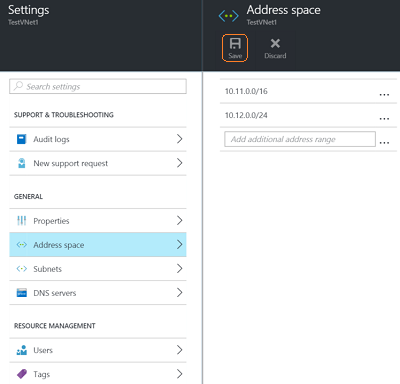 Settings
TestVNet1
Search settings
SUPPORT & TROUBLESHOOTING
Audit logs
New support request
GENERAL
Properties
Address space
Subnets
DNS servers
RESOURCE MANAGEMENT
Users
Tags
Address space
TestVNet1
Save Discard
10.11.0.0/16 ...
10.12.0.0/24 ...
Add additional address range ...